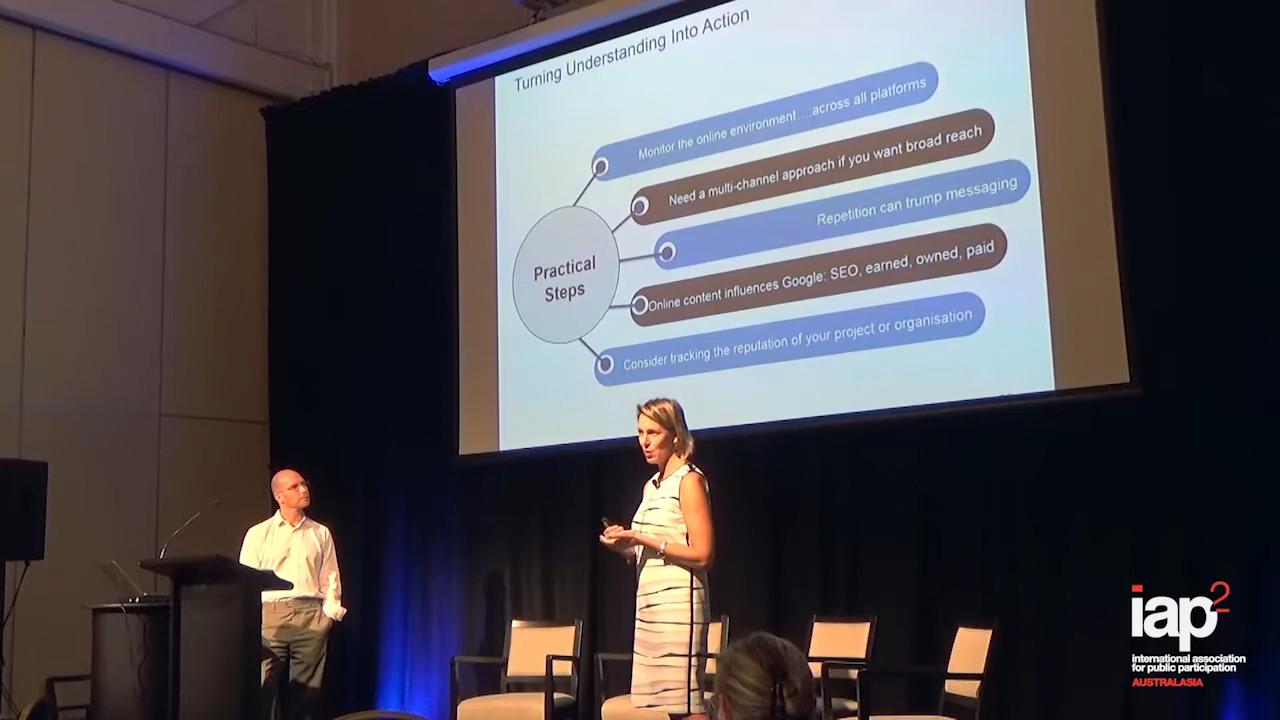 Turning Understanding Into Action
Monitor the online environment....across all platforms
Need a multi-channel approach if you want broad reach
Repetition can trump messaging
Practical
Steps
Online content influences Google: SEO, earned, owned, paid
Consider tracking the reputation of your project or organisation
iap2
international association
for public participation
AUSTRALASIA